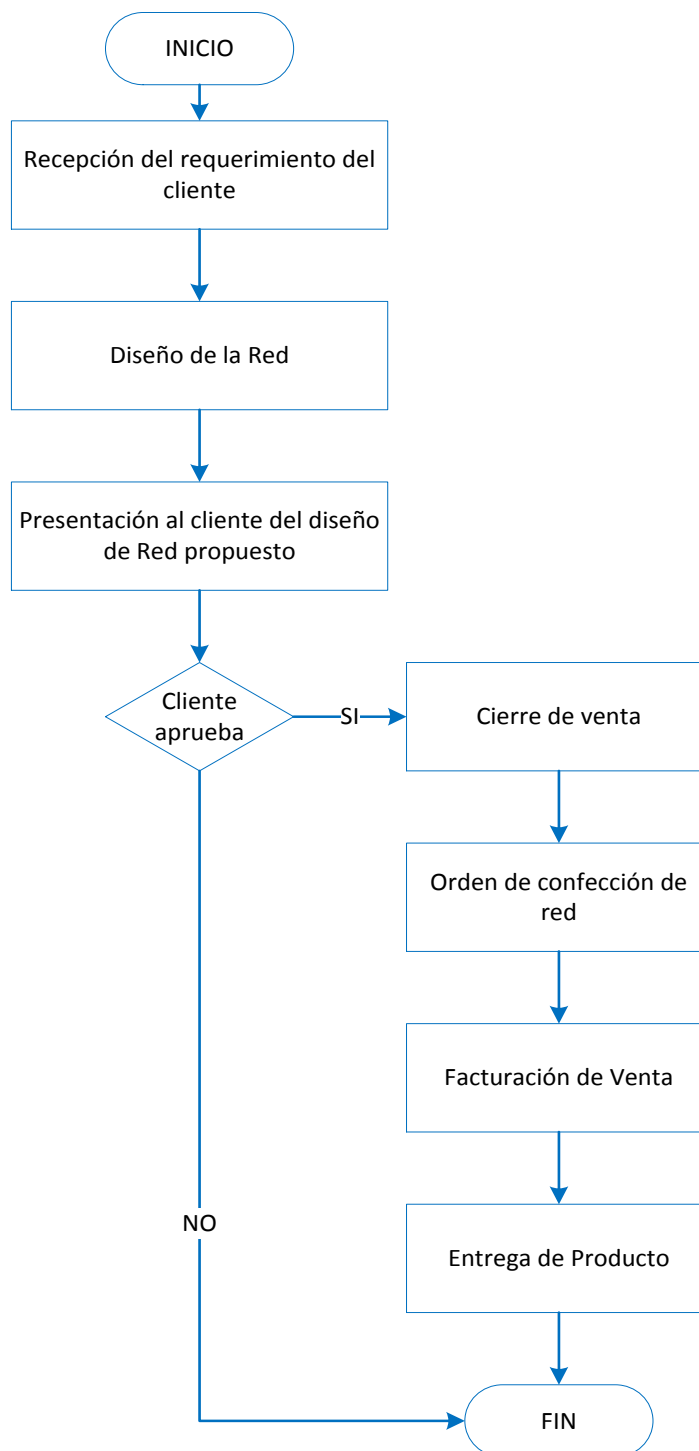 INICIO
Recepción del requerimiento del
cliente
Diseño de la Red
Presentación al cliente del diseño
de Red propuesto
Cliente
aprueba
SI
Cierre de venta
Orden de confección de
red
Facturación de Venta
NO
Entrega de Producto
FIN